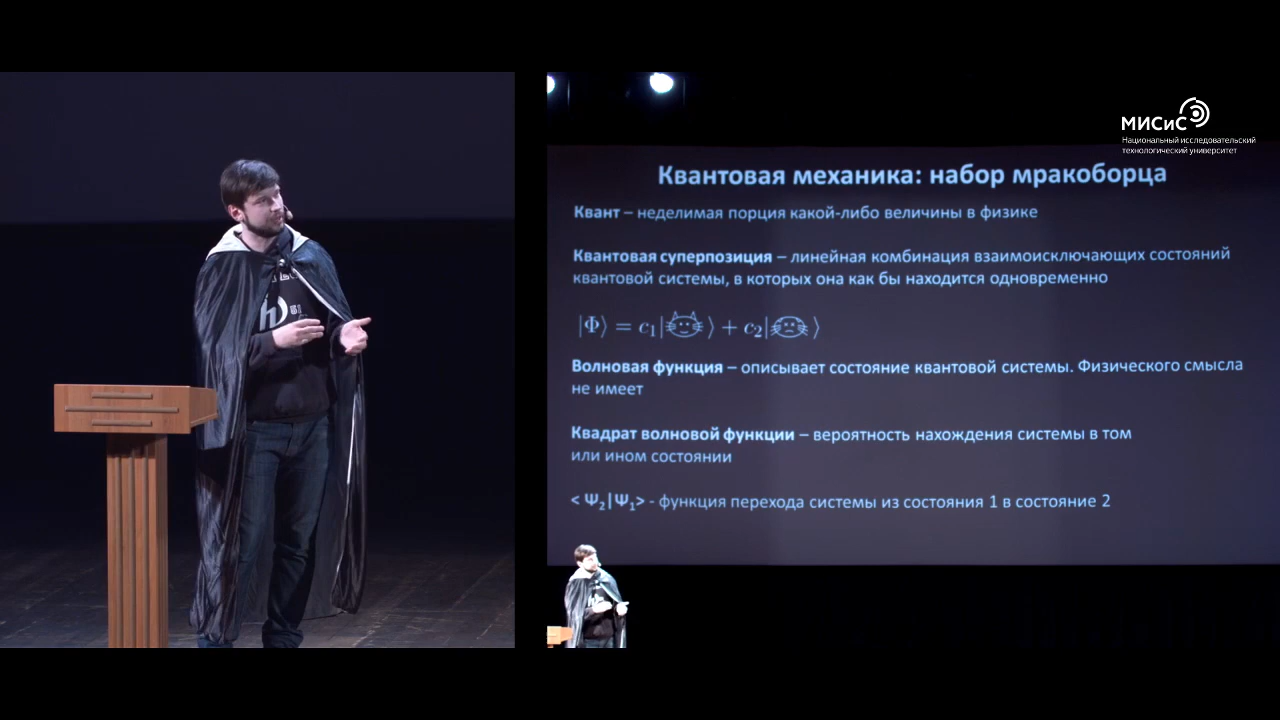 МИСиС
Национальный исследовательский
технологический университет
Квантовая механика: набор мракоборца
Квант – неделимая порция какой-либо величины в физике
Квантовая суперпозиция – линейная комбинация взаимоисключающих состояний
квантовой системы, в которых она как бы находится одновременно
|Φ⟩ = c₁| ⟩ + c₂| ⟩
Волновая функция – описывает состояние квантовой системы. Физического смысла
не имеет
Квадрат волновой функции – вероятность нахождения системы в том
или ином состоянии
< Ψ₂|Ψ₁> - функция перехода системы из состояния 1 в состояние 2